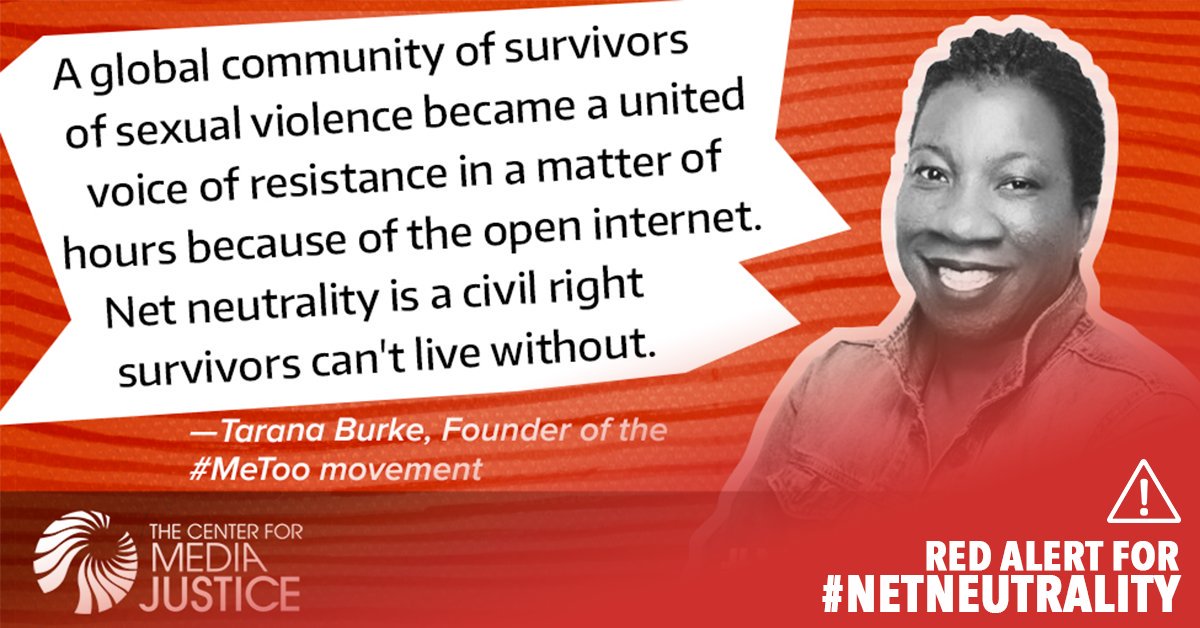 A global community of survivors
of sexual violence became a united
voice of resistance in a matter of
hours because of the open internet.
Net neutrality is a civil right
survivors can't live without.
—Tarana Burke, Founder of the
#MeToo movement
THE CENTER FOR
MEDIA
JUSTICE
RED ALERT FOR
#NETNEUTRALITY